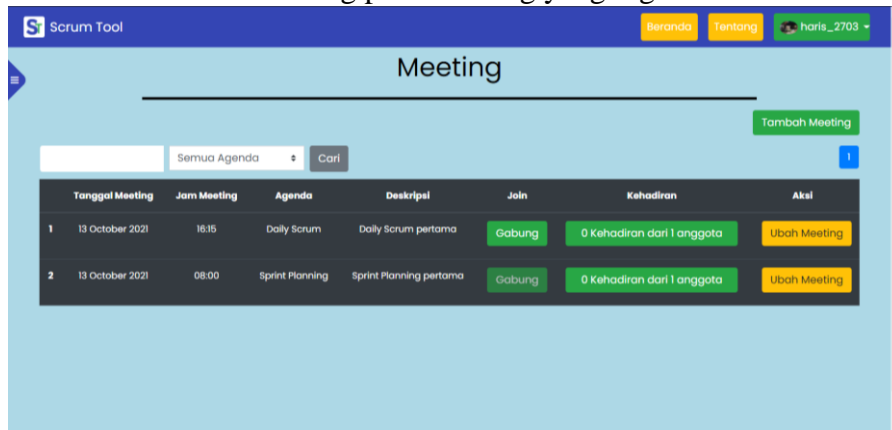 Scrum Tool Beranda Tentang haris_2703
Meeting
Tambah Meeting
Semua Agenda Cari 1
Tanggal Meeting Jam Meeting Agenda Deskripsi Join Kehadiran Aksi
1 13 October 2021 16:15 Daily Scrum Daily Scrum pertama Gabung 0 Kehadiran dari 1 anggota Ubah Meeting
2 13 October 2021 08:00 Sprint Planning Sprint Planning pertama Gabung 0 Kehadiran dari 1 anggota Ubah Meeting